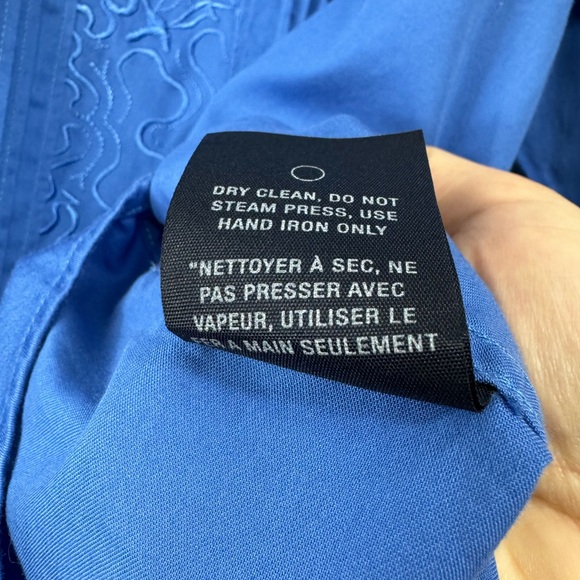 DRY CLEAN, DO NOT
STEAM PRESS, USE
HAND IRON ONLY
"NETTOYER À SEC, NE
PAS PRESSER AVEC
VAPEUR, UTILISER LE
FER A MAIN SEULEMENT